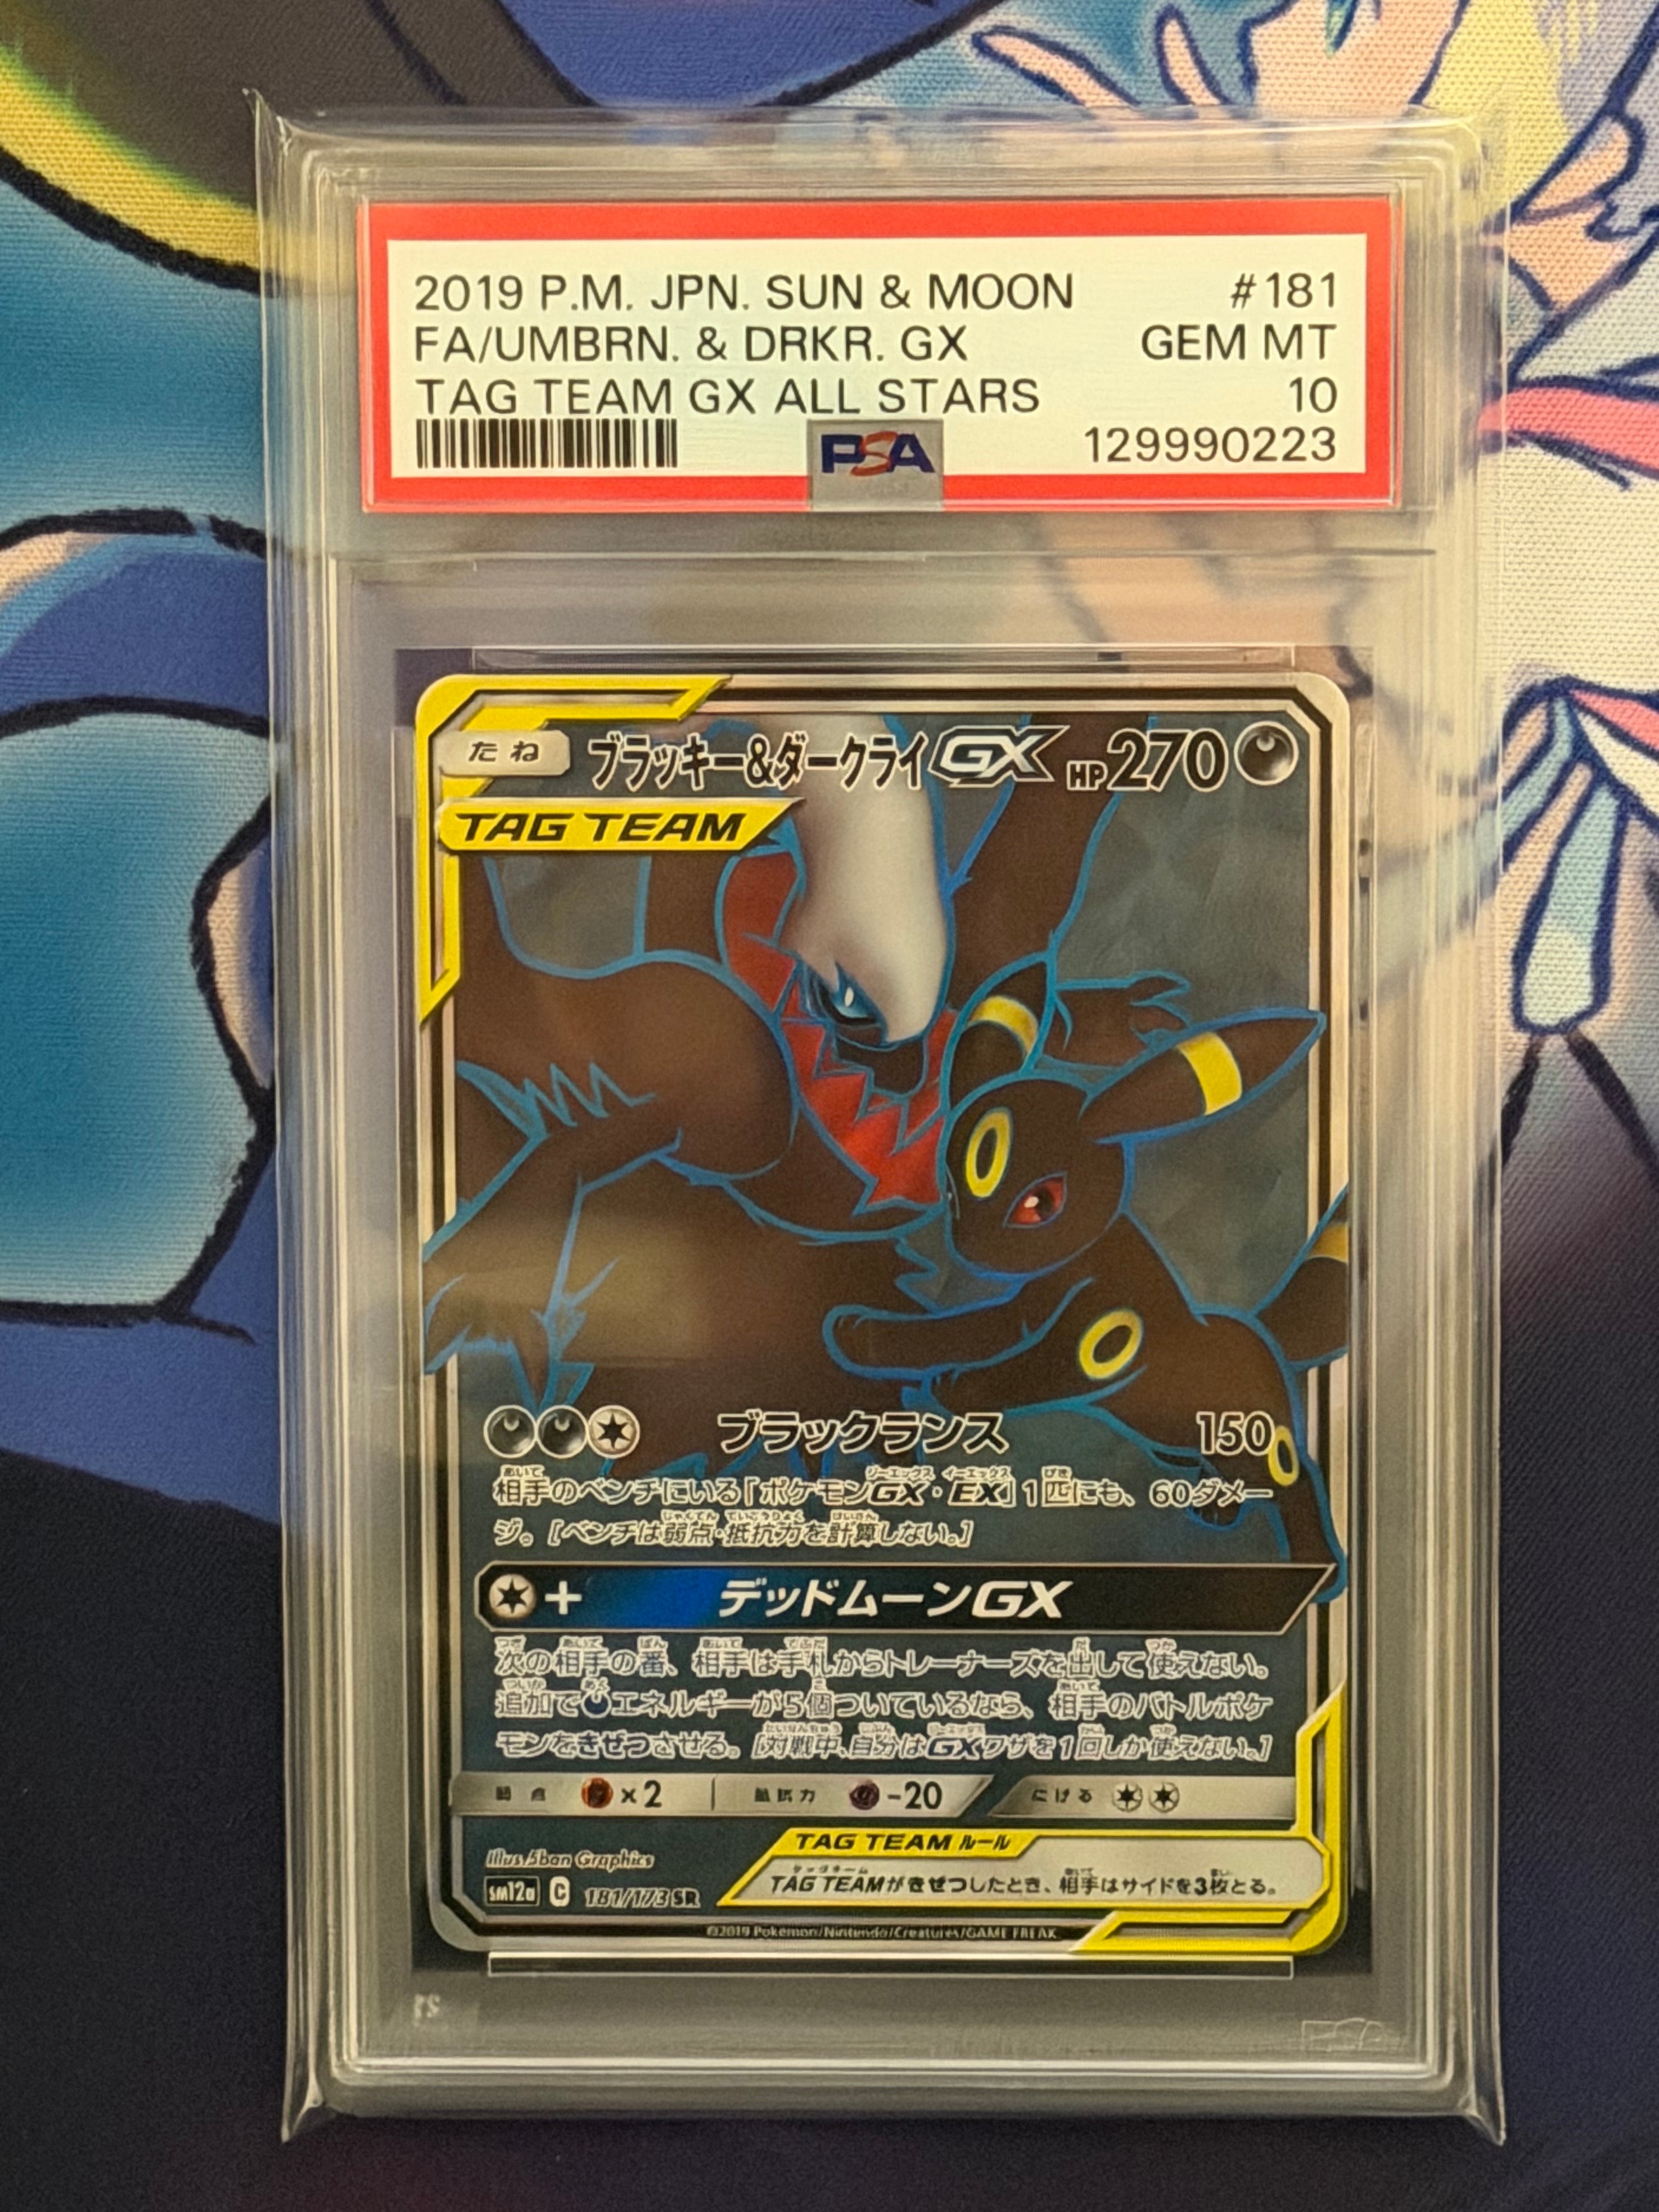 2019 P.M. JPN. SUN & MOON #181
FA/UMBRN. & DRKR. GX GEM MT
TAG TEAM GX ALL STARS 10
PSA 129990223
たね ブラッキー&ダークライGX HP270
TAG TEAM
ブラックランス 150
相手のベンチにいる「ポケモンGX・EX」1匹にも、60ダメー
ジ。[ベンチは弱点・抵抗力を計算しない。]
+ デッドムーンGX
次の相手の番、相手は手札からトレーナーズを出して使えない。
追加でエネルギーが5個ついているなら、相手のバトルポケ
モンをきぜつさせる。[対戦中、自分はGXワザを1回しか使えない。]
弱点 ×2 抵抗力 -20 にげる
TAG TEAM ルール
Illus. 5ban Graphics
TAG TEAMがきぜつしたとき、相手はサイドを3枚とる。
sm12a C 181/173 SR
©2019 Pokémon/Nintendo/Creatures/GAME FREAK